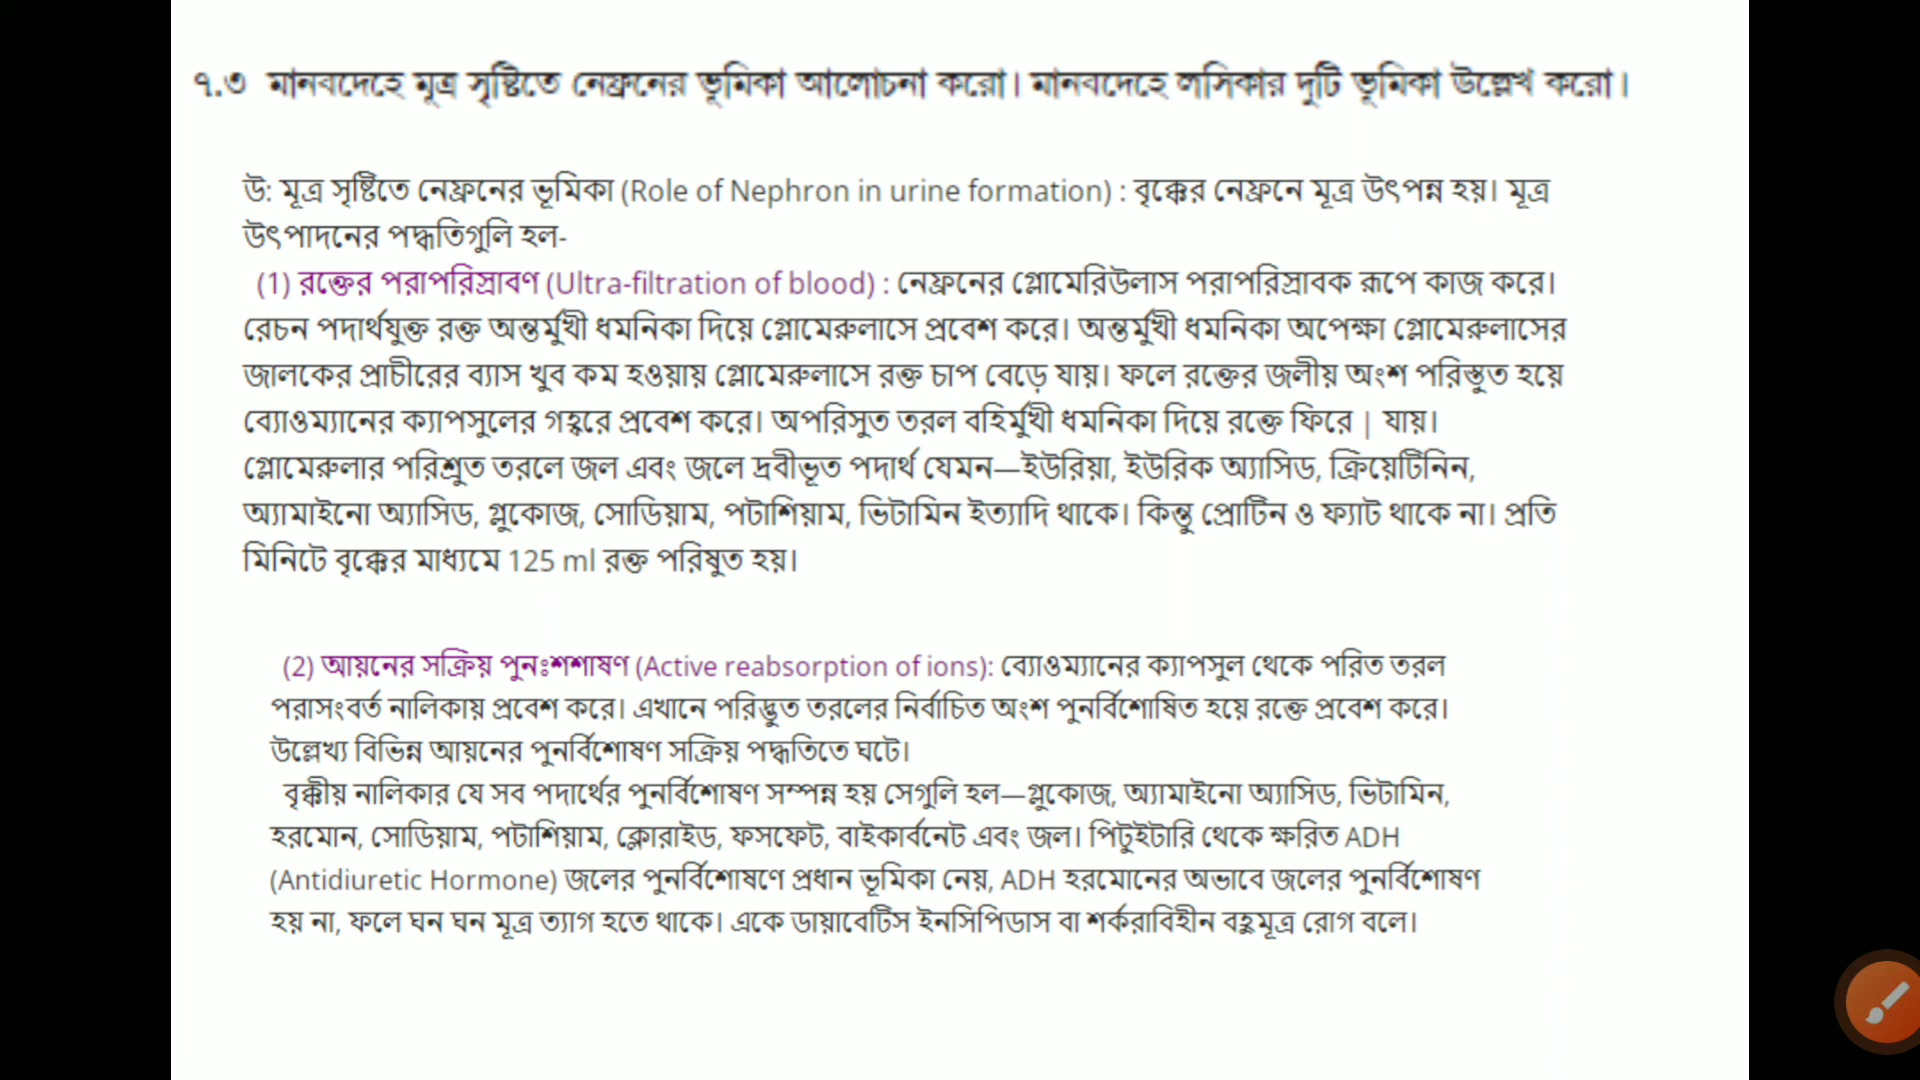 ৭.৩ মানবদেহে মূত্র সৃষ্টিতে নেফ্রনের ভূমিকা আলোচনা করো। মানবদেহে লসিকার দুটি ভূমিকা উল্লেখ করো।
উ: মূত্র সৃষ্টিতে নেফ্রনের ভূমিকা (Role of Nephron in urine formation) : বৃক্কের নেফ্রনে মূত্র উৎপন্ন হয়। মূত্র
উৎপাদনের পদ্ধতিগুলি হল-
(1) রক্তের পরাপরিস্রাবণ (Ultra-filtration of blood) : নেফ্রনের গ্লোমেরিউলাস পরাপরিস্রাবক রূপে কাজ করে।
রেচন পদার্থযুক্ত রক্ত অন্তর্মুখী ধমনিকা দিয়ে গ্লোমেরুলাসে প্রবেশ করে। অন্তর্মুখী ধমনিকা অপেক্ষা গ্লোমেরুলাসের
জালকের প্রাচীরের ব্যাস খুব কম হওয়ায় গ্লোমেরুলাসে রক্ত চাপ বেড়ে যায়। ফলে রক্তের জলীয় অংশ পরিস্তুত হয়ে
ব্যোওম্যানের ক্যাপসুলের গহ্বরে প্রবেশ করে। অপরিসুত তরল বহির্মুখী ধমনিকা দিয়ে রক্তে ফিরে | যায়।
গ্লোমেরুলার পরিশ্রুত তরলে জল এবং জলে দ্রবীভূত পদার্থ যেমন—ইউরিয়া, ইউরিক অ্যাসিড, ক্রিয়েটিনিন,
অ্যামাইনো অ্যাসিড, গ্লুকোজ, সোডিয়াম, পটাশিয়াম, ভিটামিন ইত্যাদি থাকে। কিন্তু প্রোটিন ও ফ্যাট থাকে না। প্রতি
মিনিটে বৃক্কের মাধ্যমে 125 ml রক্ত পরিষুত হয়।
(2) আয়নের সক্রিয় পুনঃশশাষণ (Active reabsorption of ions): ব্যোওম্যানের ক্যাপসুল থেকে পরিত তরল
পরাসংবর্ত নালিকায় প্রবেশ করে। এখানে পরিদ্ভুত তরলের নির্বাচিত অংশ পুনর্বিশোষিত হয়ে রক্তে প্রবেশ করে।
উল্লেখ্য বিভিন্ন আয়নের পুনর্বিশোষণ সক্রিয় পদ্ধতিতে ঘটে।
বৃক্কীয় নালিকার যে সব পদার্থের পুনর্বিশোষণ সম্পন্ন হয় সেগুলি হল—গ্লুকোজ, অ্যামাইনো অ্যাসিড, ভিটামিন,
হরমোন, সোডিয়াম, পটাশিয়াম, ক্লোরাইড, ফসফেট, বাইকার্বনেট এবং জল। পিটুইটারি থেকে ক্ষরিত ADH
(Antidiuretic Hormone) জলের পুনর্বিশোষণে প্রধান ভূমিকা নেয়, ADH হরমোনের অভাবে জলের পুনর্বিশোষণ
হয় না, ফলে ঘন ঘন মূত্র ত্যাগ হতে থাকে। একে ডায়াবেটিস ইনসিপিডাস বা শর্করাবিহীন বহুমূত্র রোগ বলে।